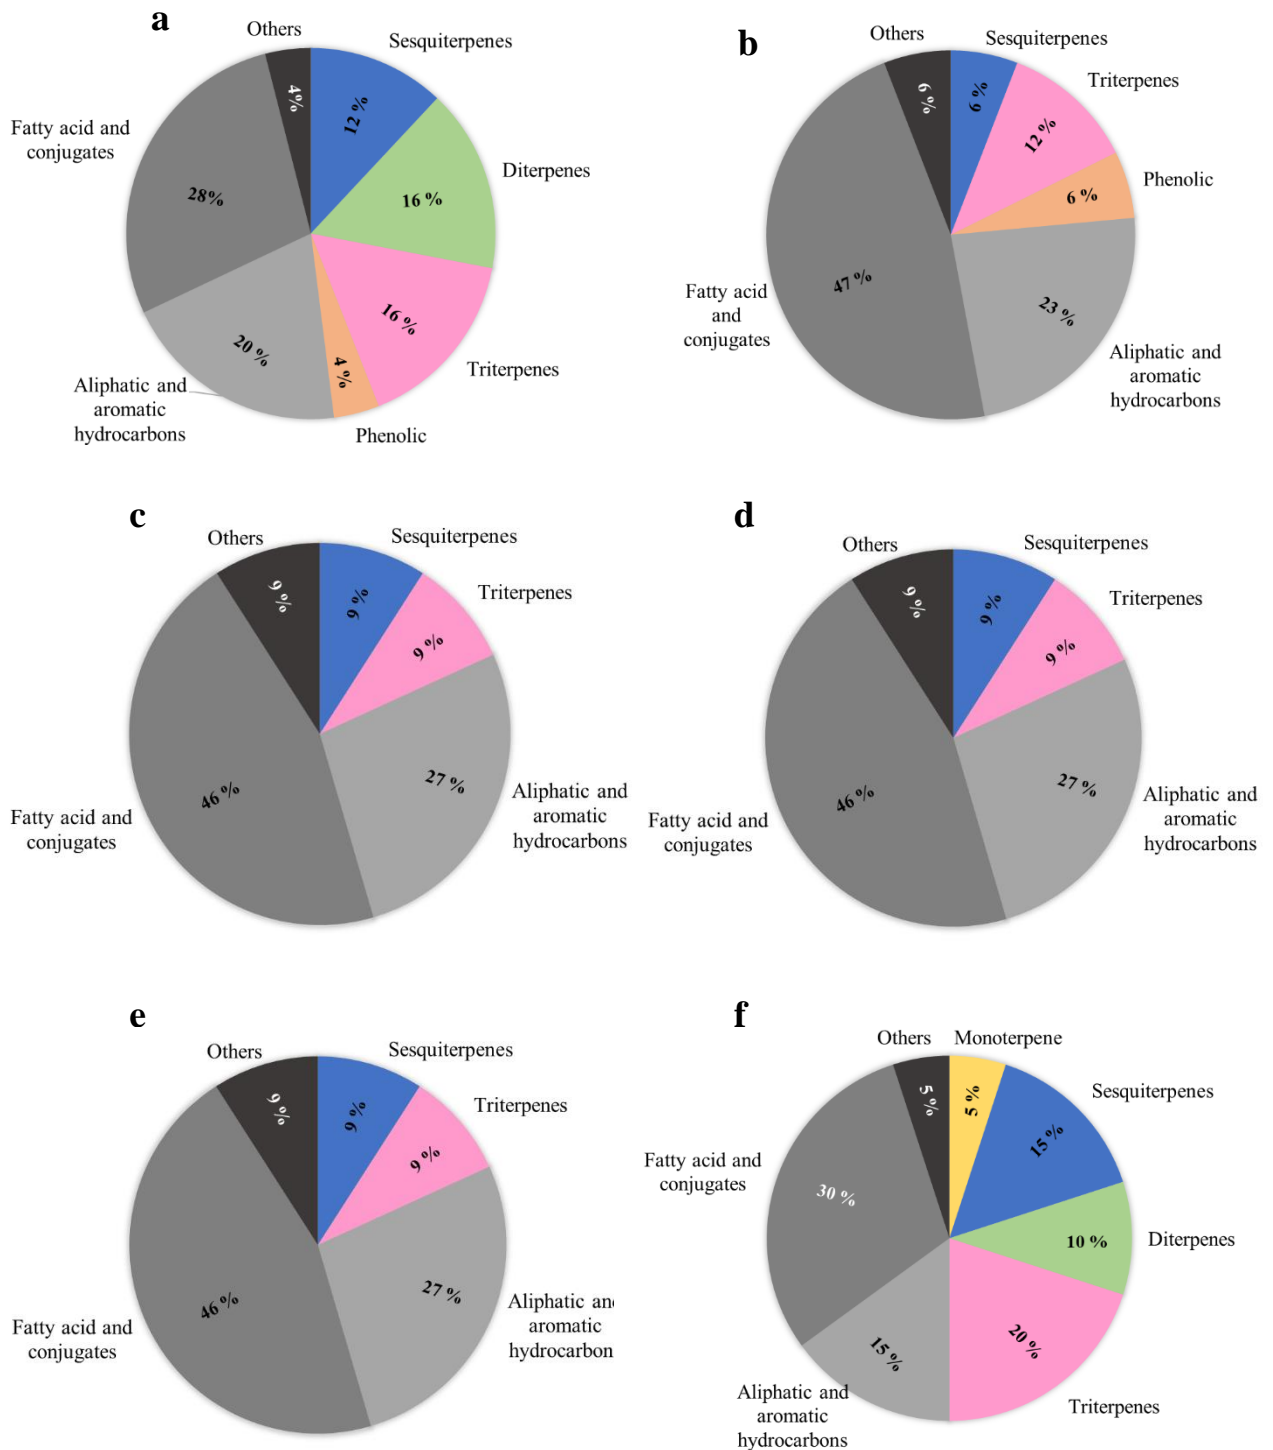 a
Others
Sesquiterpenes
Fatty acid and
conjugates
4%
12 %
Diterpenes
28%
16 %
16 %
20 %
4 %
Triterpenes
Aliphatic and
aromatic
hydrocarbons
Phenolic
b
Others
Sesquiterpenes
Triterpenes
6 %
6 %
12 %
Phenolic
6 %
47 %
Fatty acid
and
conjugates
23 %
Aliphatic and
aromatic
hydrocarbons
c
Others
Sesquiterpenes
Triterpenes
9 %
9 %
9 %
27 %
46 %
Aliphatic and
aromatic
hydrocarbons
Fatty acid and
conjugates
d
Others
Sesquiterpenes
Triterpenes
9 %
9 %
9 %
27 %
46 %
Aliphatic and
aromatic
hydrocarbons
Fatty acid and
conjugates
e
Others
Sesquiterpenes
Triterpenes
9 %
9 %
9 %
27 %
46 %
Aliphatic an
aromatic
hydrocarbon
Fatty acid and
conjugates
f
Others
Monoterpene
Sesquiterpenes
5 %
5 %
15 %
Fatty acid and
conjugates
30 %
10 %
Diterpenes
15 %
20 %
Aliphatic and
aromatic
hydrocarbons
Triterpenes